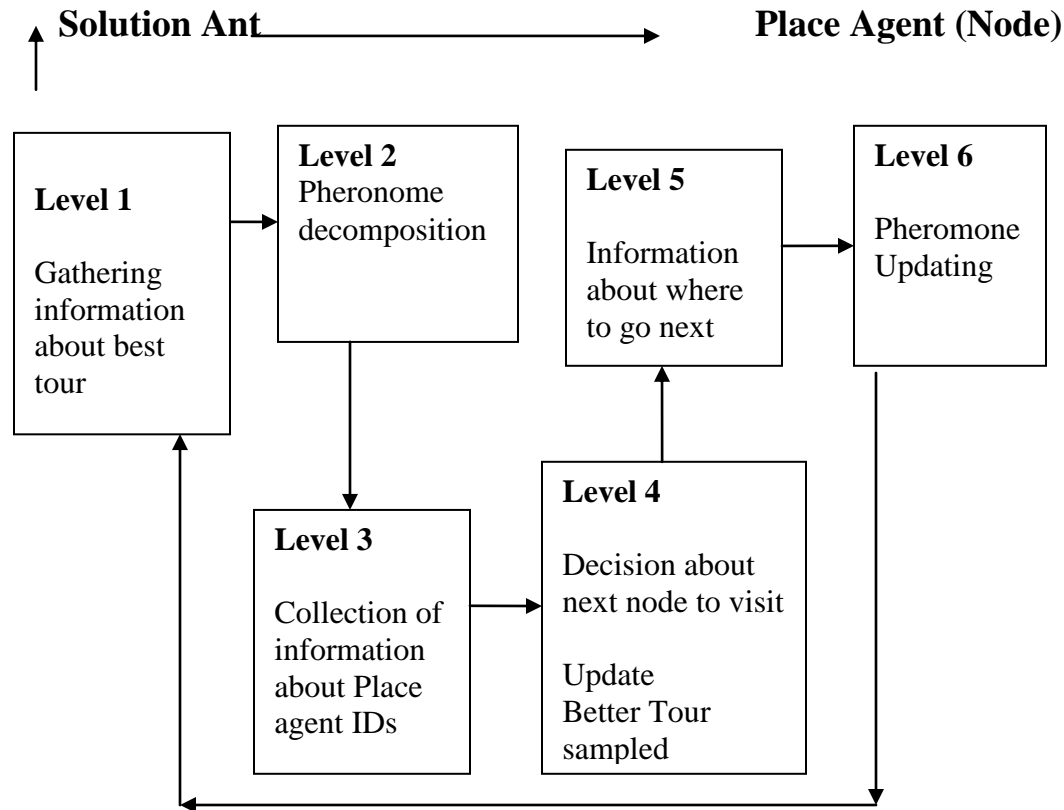 Solution Ant
Place Agent (Node)
Level 1
Gathering
information
about best
tour
Level 2
Pheronome
decomposition
Level 3
Collection of
information
about Place
agent IDs
Level 4
Decision about
next node to visit
Update
Better Tour
sampled
Level 5
Information
about where
to go next
Level 6
Pheromone
Updating